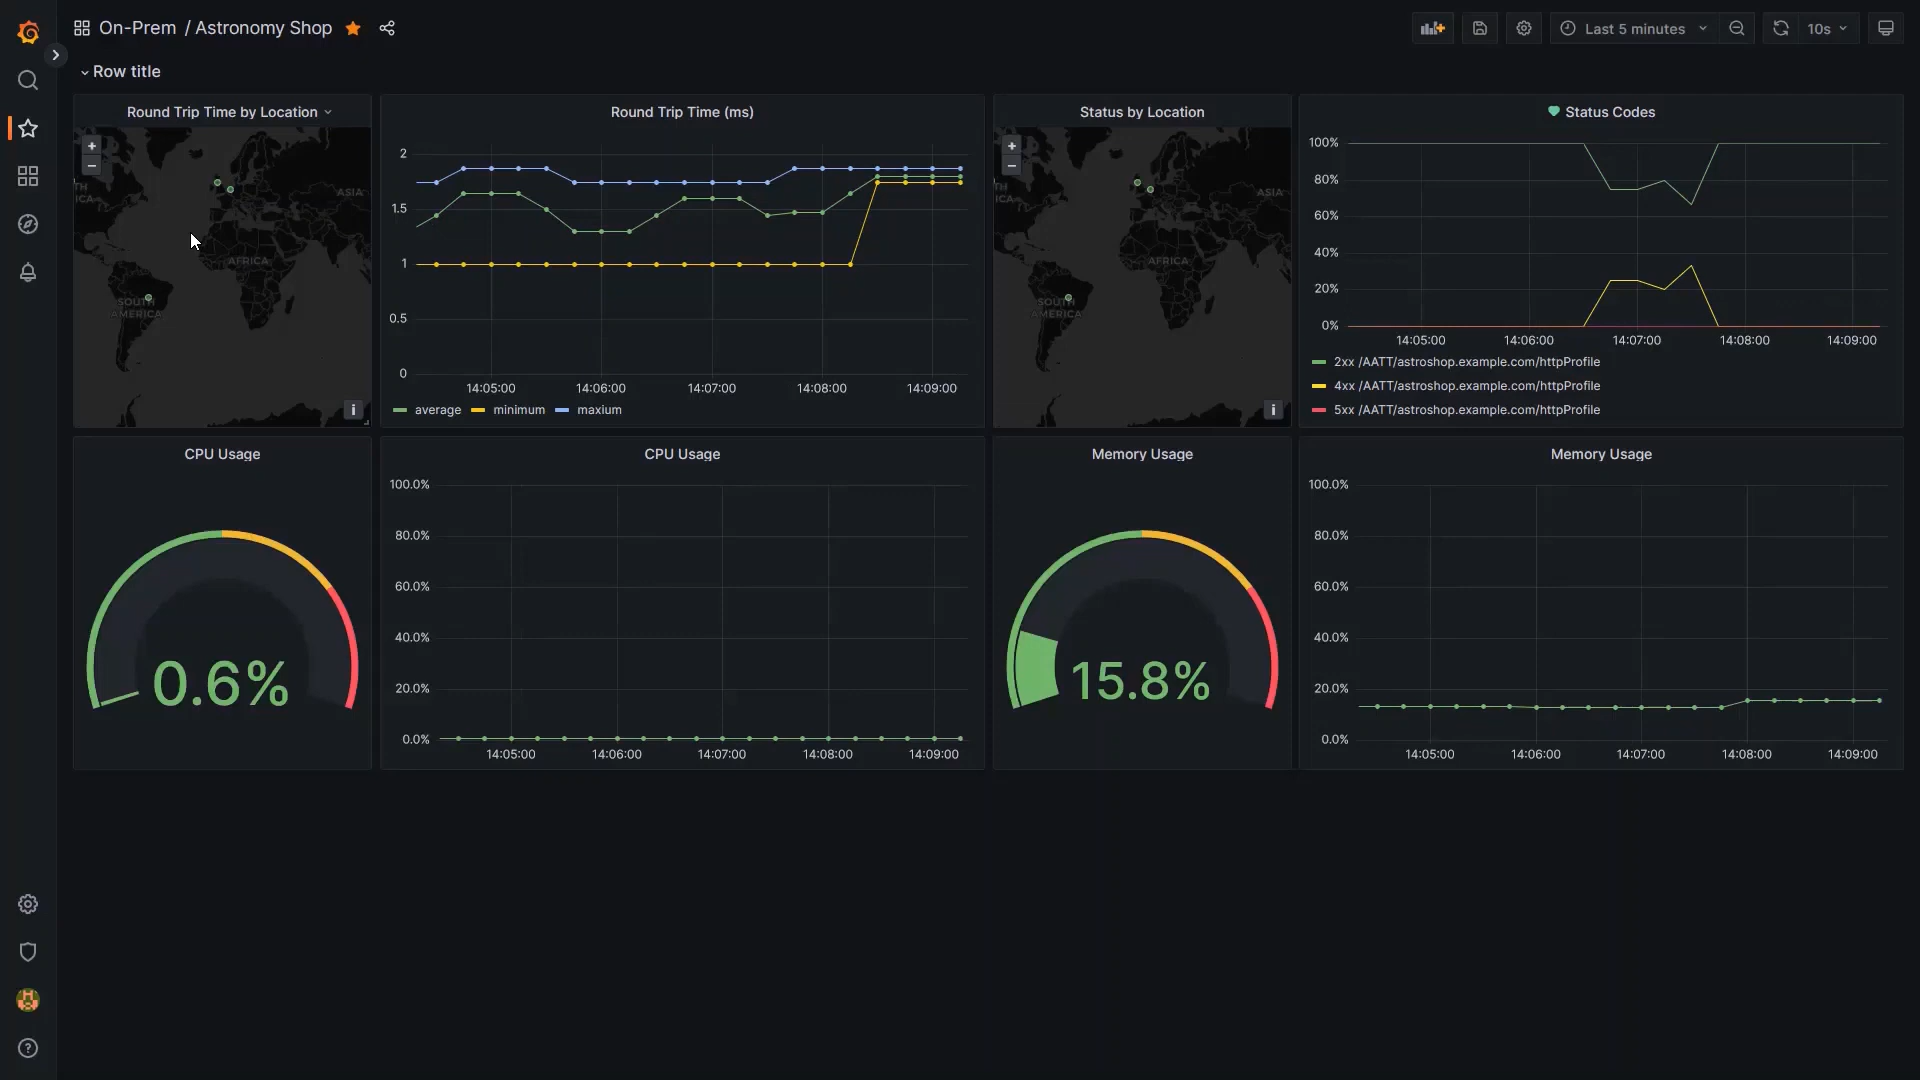 On-Prem / Astronomy Shop
Last 5 minutes
10s
Row title
Round Trip Time by Location
+
−
ASIA
AFRICA
SOUTH
AMERICA
i
Round Trip Time (ms)
2
1.5
1
0.5
0
14:05:00 14:06:00 14:07:00 14:08:00 14:09:00
average minimum maxium
Status by Location
+
−
ASIA
AFRICA
SOUTH
AMERICA
i
Status Codes
100%
80%
60%
40%
20%
0%
14:05:00 14:06:00 14:07:00 14:08:00 14:09:00
2xx /AATT/astroshop.example.com/httpProfile
4xx /AATT/astroshop.example.com/httpProfile
5xx /AATT/astroshop.example.com/httpProfile
CPU Usage
0.6%
CPU Usage
100.0%
80.0%
60.0%
40.0%
20.0%
0.0%
14:05:00 14:06:00 14:07:00 14:08:00 14:09:00
Memory Usage
15.8%
Memory Usage
100.0%
80.0%
60.0%
40.0%
20.0%
0.0%
14:05:00 14:06:00 14:07:00 14:08:00 14:09:00